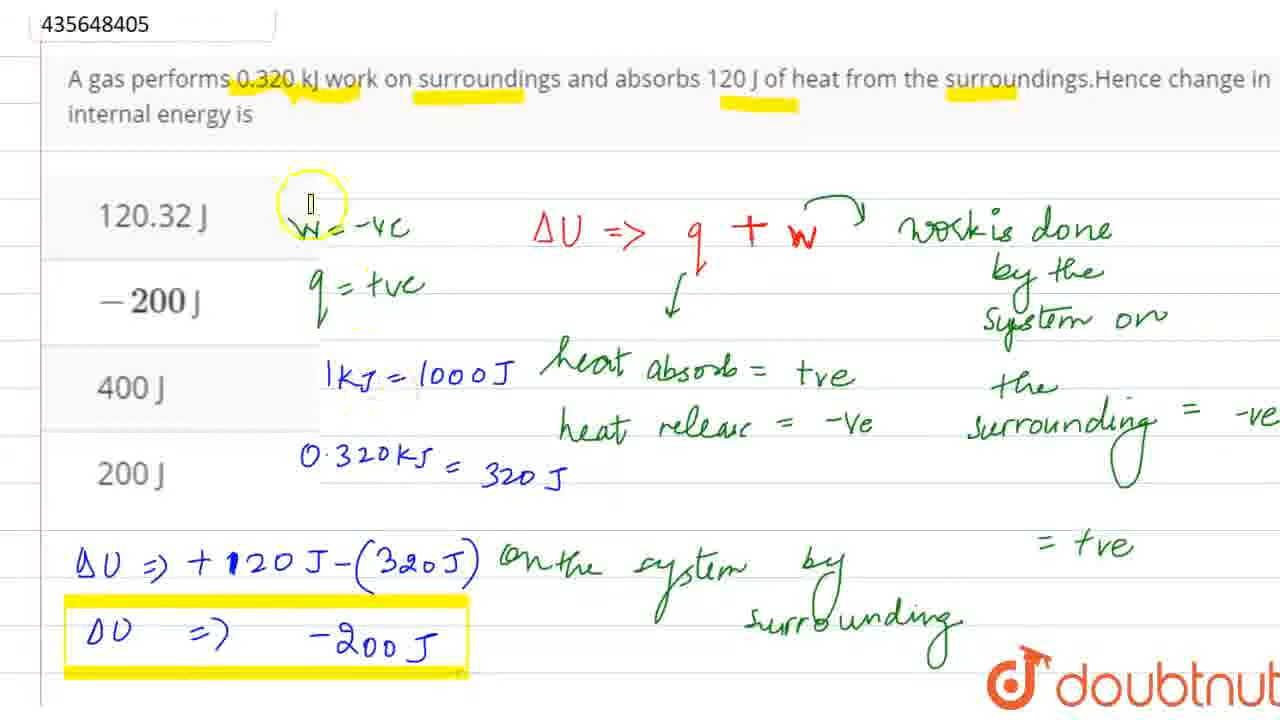 435648405
A gas performs 0.320 kJ work on surroundings and absorbs 120 J of heat from the surroundings.Hence change in
internal energy is
120.32 J
−200 J
400 J
200 J
w = -ve
q = +ve
ΔU => q + w
work is done
by the
system on
the
surrounding = -ve
heat absorb = +ve
heat release = -ve
1kJ = 1000 J
0.320 kJ = 320 J
on the system by
surrounding
= +ve
ΔU => +120 J - (320 J)
ΔU => -200 J
doubtnut